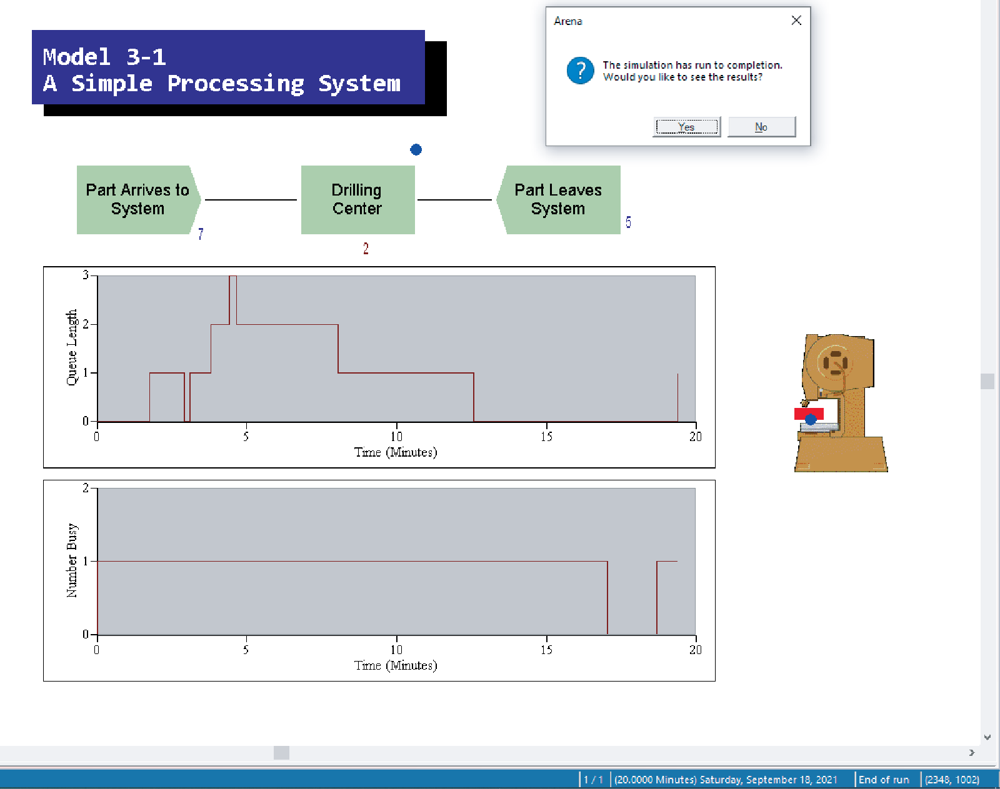 Arena
The simulation has run to completion.
Would you like to see the results?
Yes
No
Model 3-1
A Simple Processing System
Part Arrives to
System
7
Drilling
Center
2
Part Leaves
System
5
Queue Length
3
2
1
0
0 5 10 15 20
Time (Minutes)
Number Busy
2
1
0
0 5 10 15 20
Time (Minutes)
1 / 1 (20.0000 Minutes) Saturday, September 18, 2021 End of run (2348, 1002)